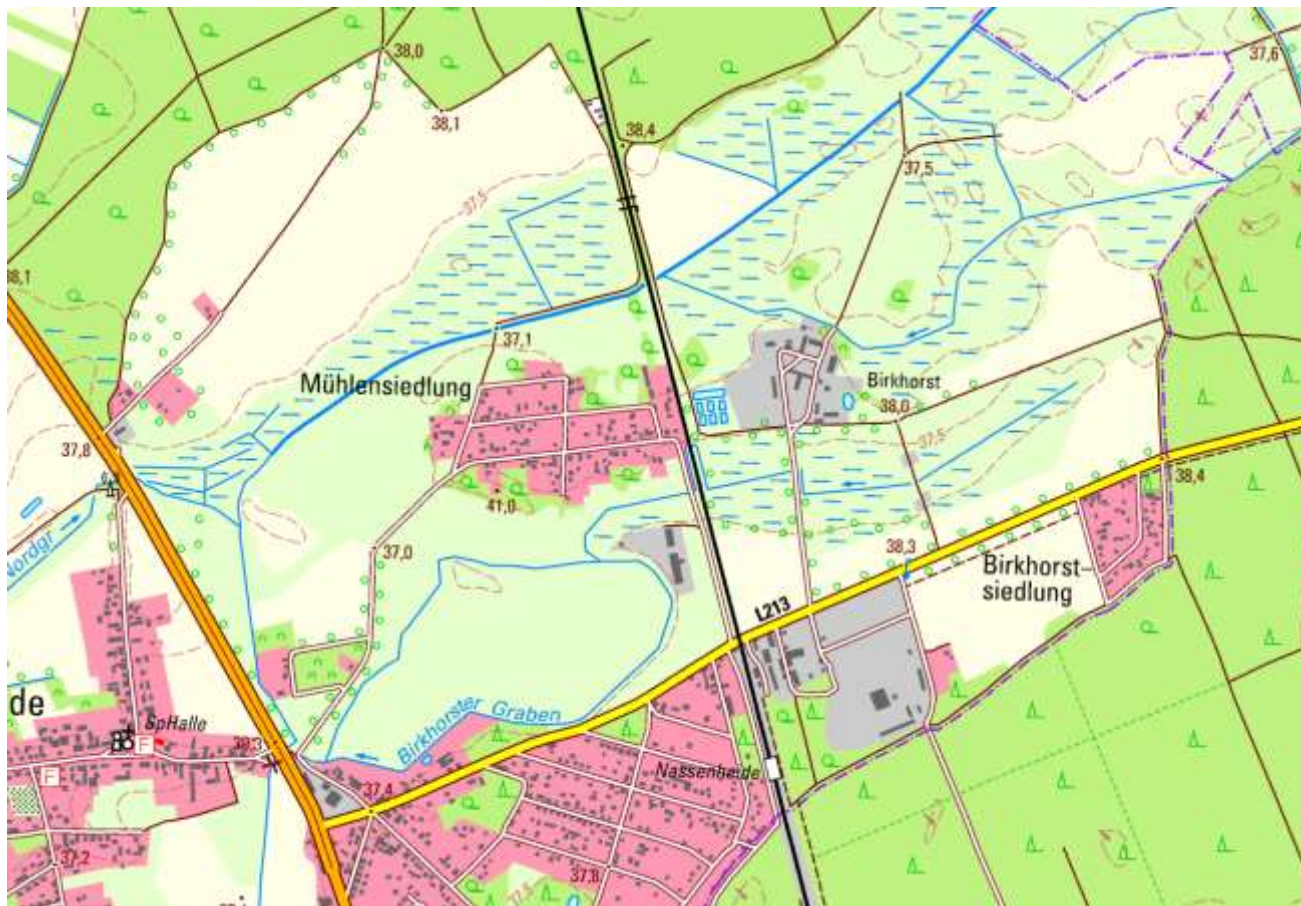 38,0
37,6
38,1
38,4
37,5
37,5
38,1
37,1
Mühlensiedlung
Birkhorst
38,0
37,5
37,8
38,4
41,0
Nordgr
37,0
38,3
Birkhorst-
siedlung
L213
de
SpHalle
Birkhorster Graben
F
F
Nassenheide
37,4
37,2
37,8